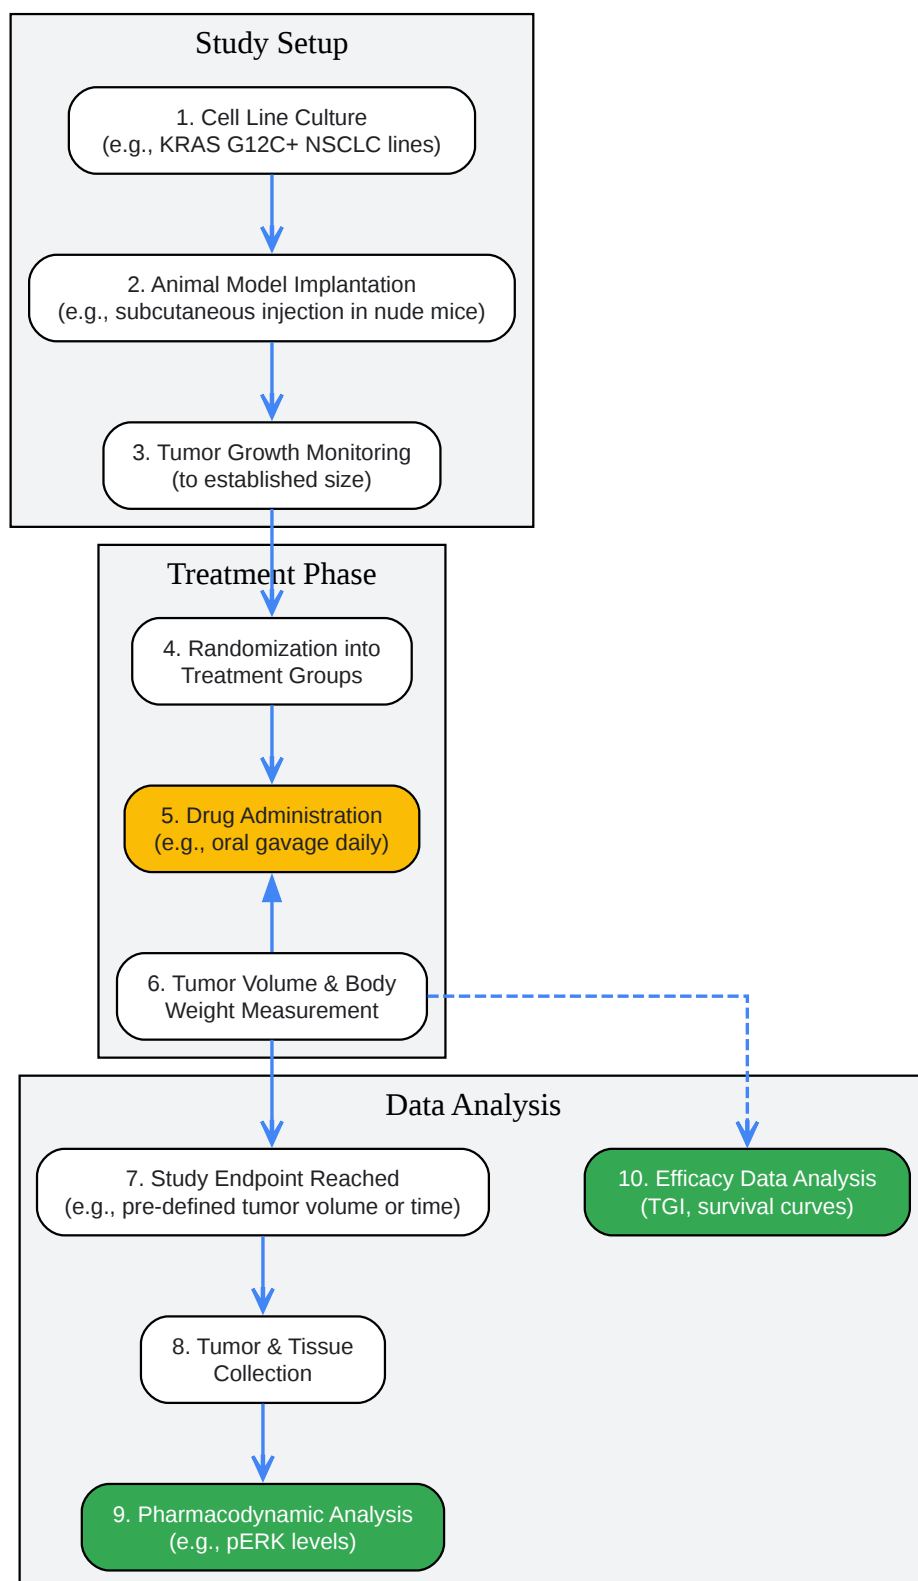 Study Setup
1. Cell Line Culture
(e.g., KRAS G12C+ NSCLC lines)
2. Animal Model Implantation
(e.g., subcutaneous injection in nude mice)
3. Tumor Growth Monitoring
(to established size)
Treatment Phase
4. Randomization into
Treatment Groups
5. Drug Administration
(e.g., oral gavage daily)
6. Tumor Volume & Body
Weight Measurement
Data Analysis
7. Study Endpoint Reached
(e.g., pre-defined tumor volume or time)
10. Efficacy Data Analysis
(TGI, survival curves)
8. Tumor & Tissue
Collection
9. Pharmacodynamic Analysis
(e.g., pERK levels)